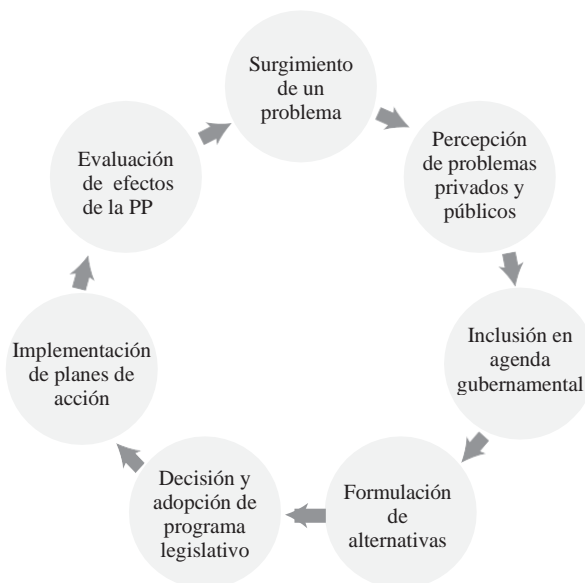 Surgimiento
de un
problema
Percepción
de problemas
privados y
públicos
Inclusión en
agenda
gubernamental
Formulación
de
alternativas
Decisión y
adopción de
programa
legislativo
Implementación
de planes de
acción
Evaluación
de efectos
de la PP